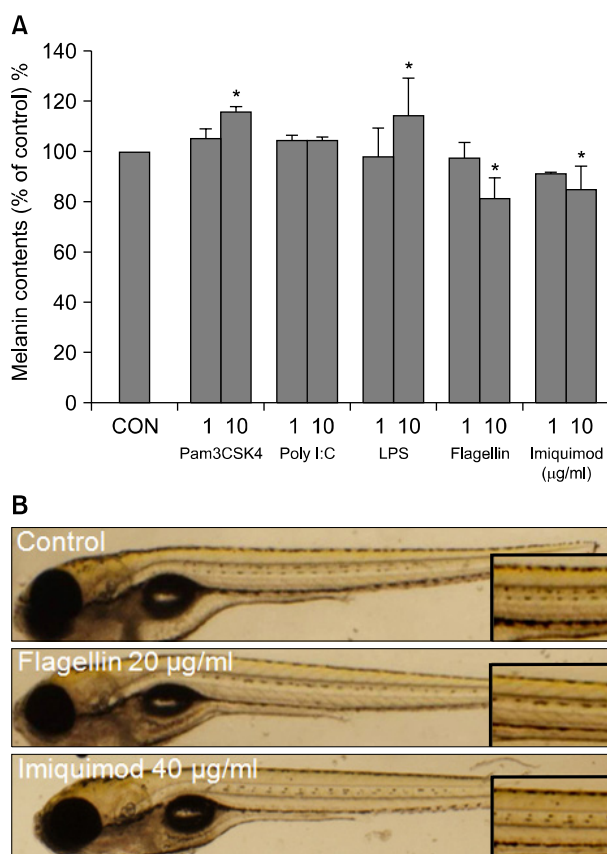 A
Melanin contents (% of control) %
140
120
100
80
60
40
20
0
*
*
*
*
CON
1 10
1 10
1 10
1 10
1 10
Pam3CSK4
Poly I:C
LPS
Flagellin
Imiquimod
(μg/ml)
B
Control
Flagellin 20 μg/ml
Imiquimod 40 μg/ml